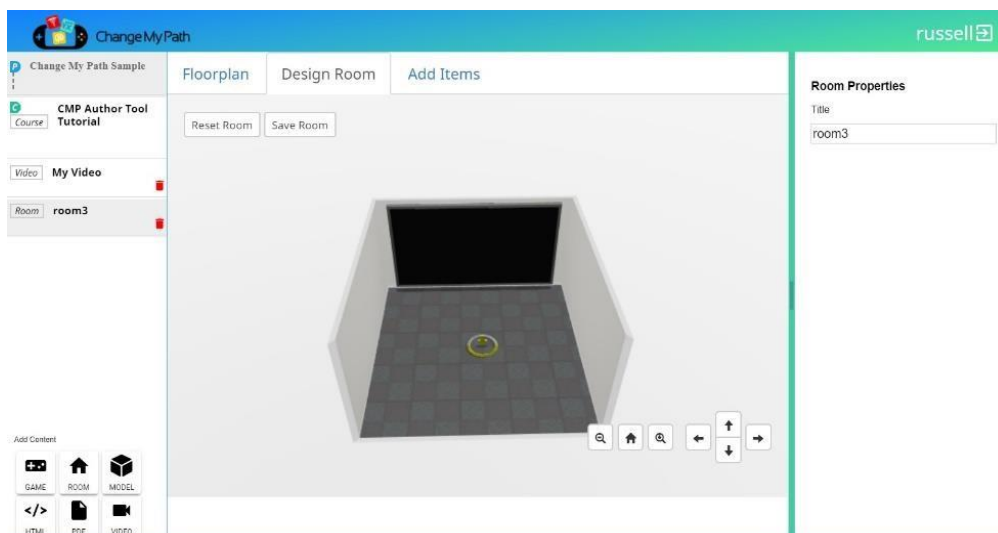 ChangeMyPath
russell
P Change My Path Sample
C CMP Author Tool
Course Tutorial
Video My Video
Room room3
Floorplan Design Room Add Items
Reset Room Save Room
Room Properties
Title
room3
Add Content
GAME ROOM MODEL
</>
HTML PDF VIDEO